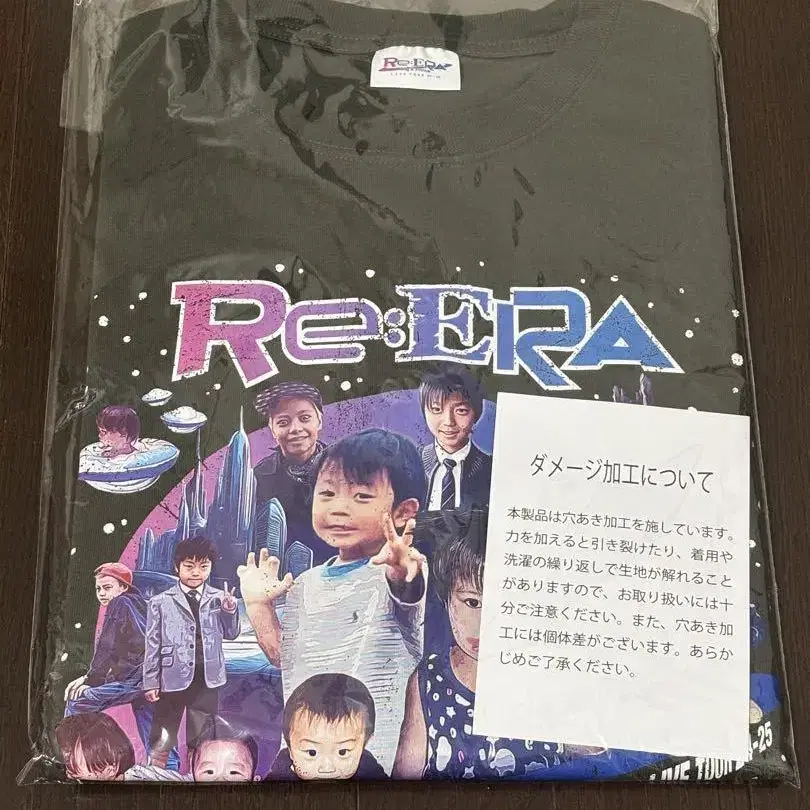 Re:ERA
Re:ERA
ダメージ加工について
本製品は穴あき加工を施しています。
力を加えると引き裂けたり、着用や
洗濯の繰り返しで生地が解れること
がありますので、お取り扱いには十
分ご注意ください。また、穴あき加
工には個体差がございます。あらか
じめご了承ください。
LIVE TOUR
-25